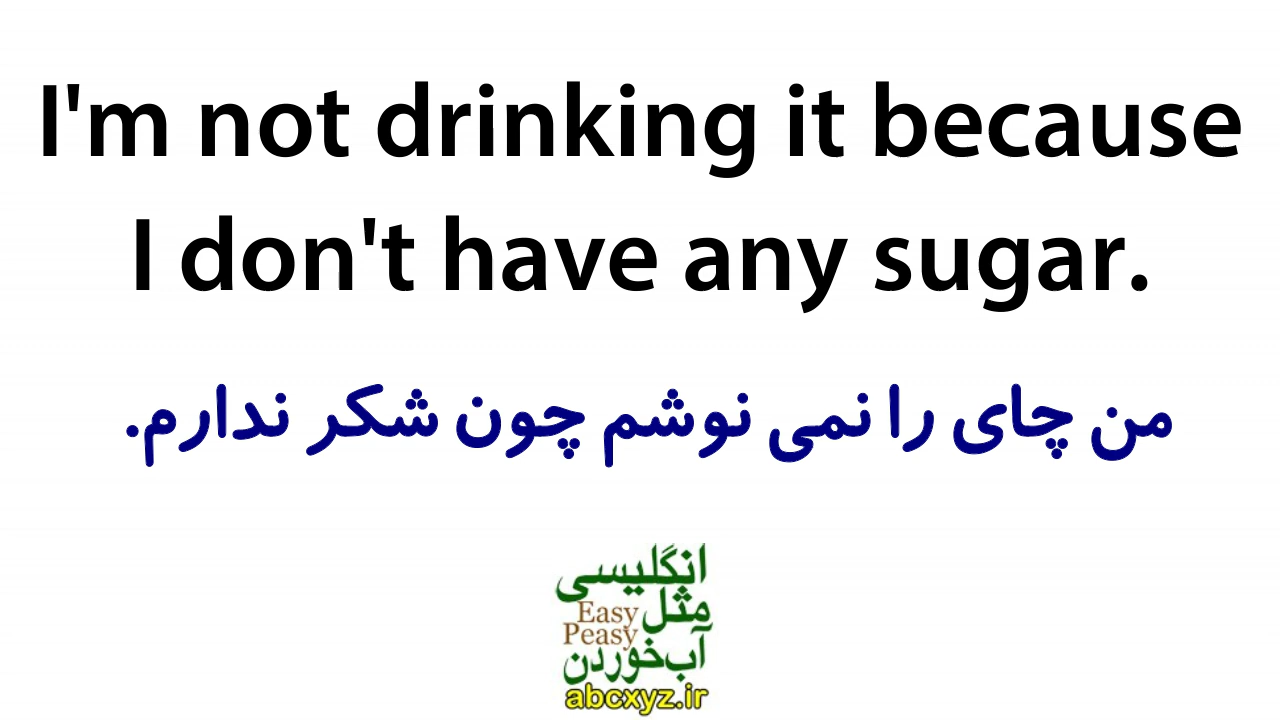 I'm not drinking it because
I don't have any sugar.
من چای را نمی نوشم چون شکر ندارم.
انگلیسی
مثل
Easy
Peasy
آب‌خوردن
abcxyz.ir